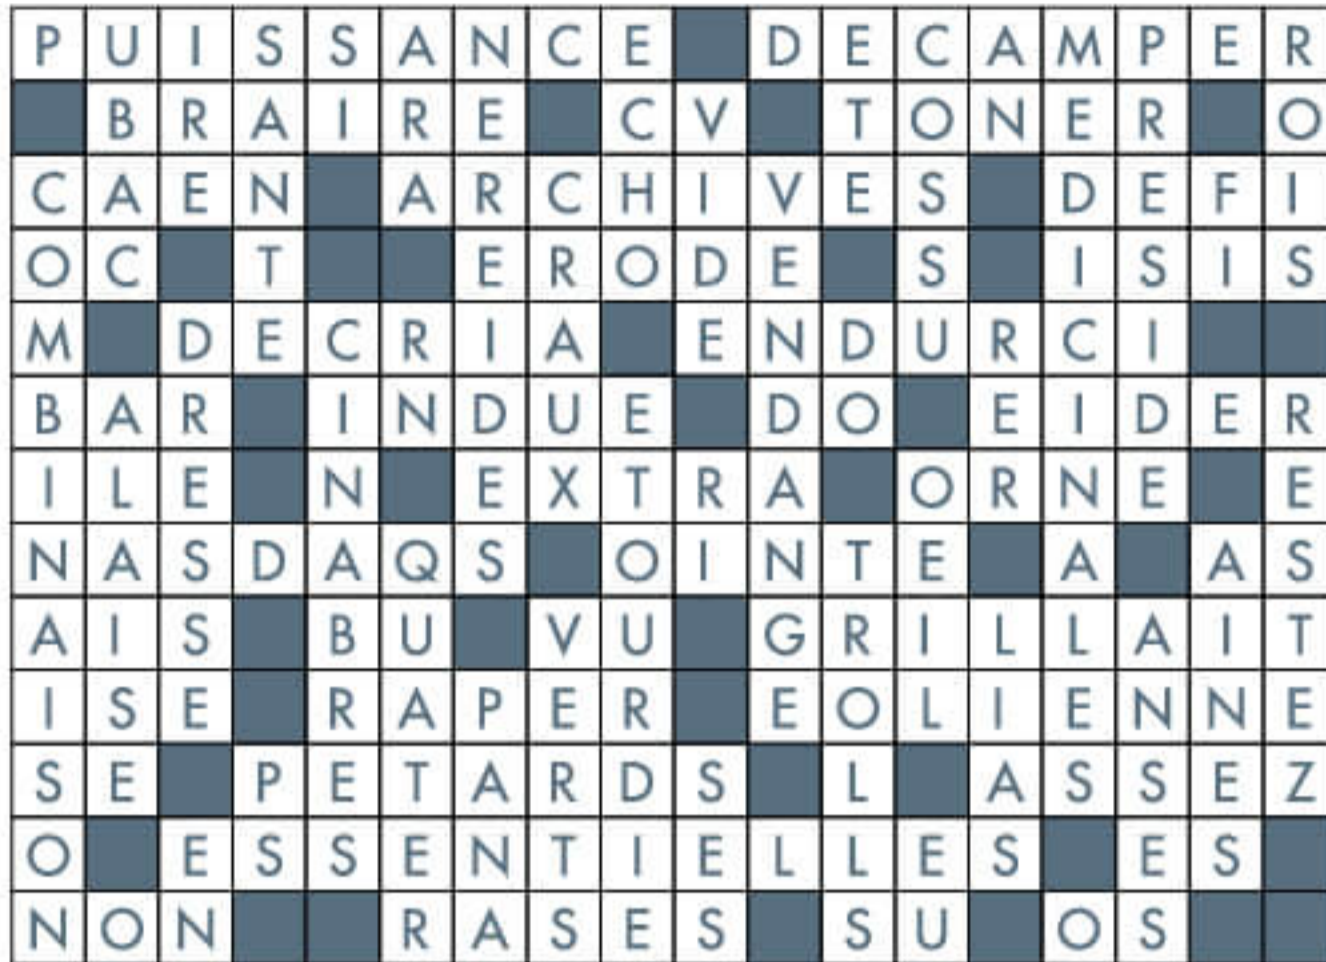 PUISSANCE DECAMPER
BRAIRE CV TONER O
CAEN ARCHIVES DEFI
OC T ERODE S ISIS
M DECRIA ENDURCI
BAR INDUE DO EIDER
ILE N EXTRA ORNE E
NASDAQS OINTE A AS
AIS BU VU GRILLAIT
ISE RAPER EOLIENNE
SE PETARDS L ASSEZ
O ESSENTIELLES ES
NON RASES SU OS